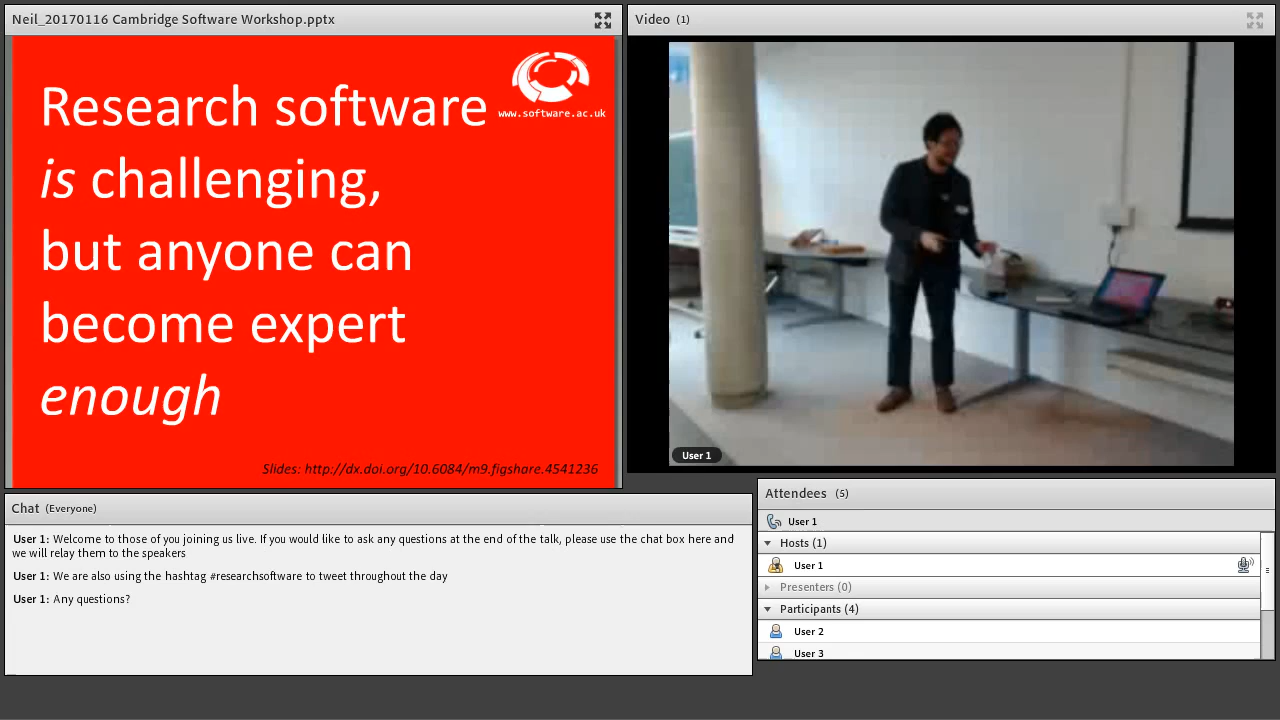 Neil_20170116 Cambridge Software Workshop.pptx
Research software
is challenging,
but anyone can
become expert
enough
www.software.ac.uk
Slides: http://dx.doi.org/10.6084/m9.figshare.4541236
Video (1)
User 1
Chat (Everyone)
User 1: Welcome to those of you joining us live. If you would like to ask any questions at the end of the talk, please use the chat box here and
we will relay them to the speakers
User 1: We are also using the hashtag #researchsoftware to tweet throughout the day
User 1: Any questions?
Attendees (5)
User 1
Hosts (1)
User 1
Presenters (0)
Participants (4)
User 2
User 3